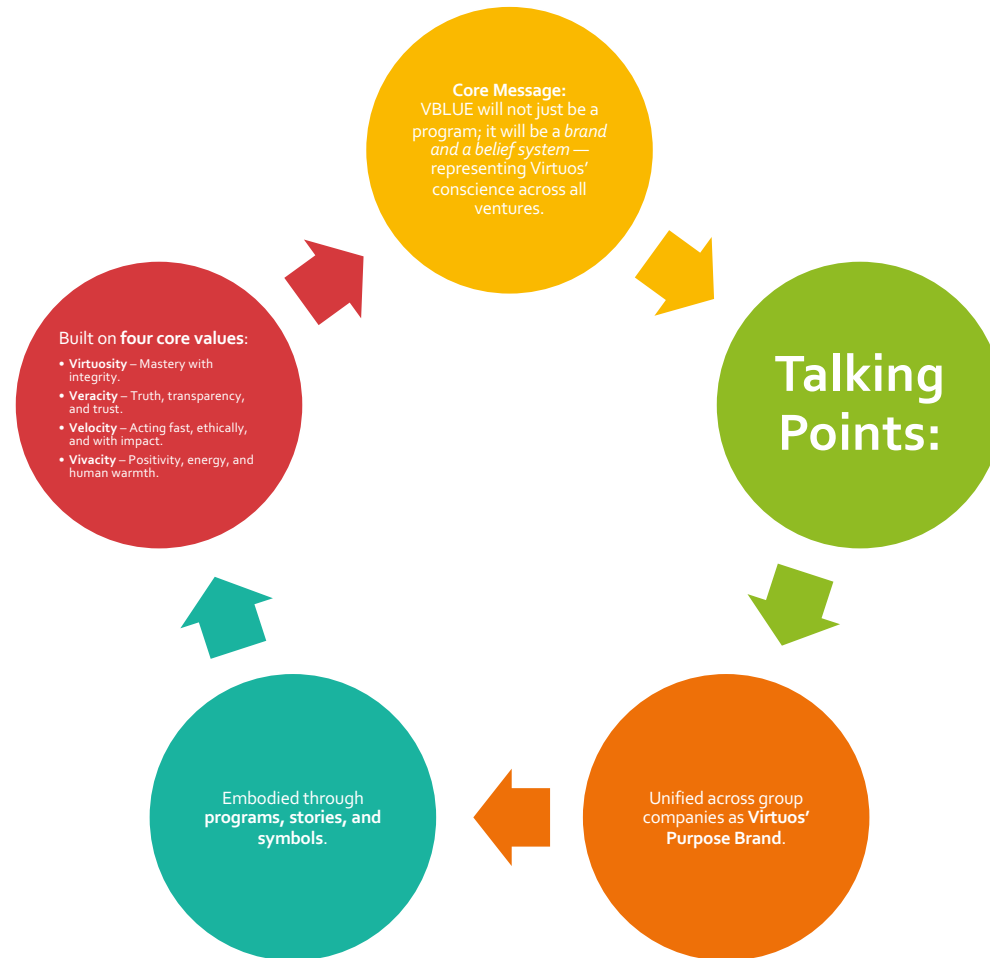 Core Message:
VBLUE will not just be a
program; it will be a brand
and a belief system —
representing Virtuos’
conscience across all
ventures.
Talking
Points:
Unified across group
companies as Virtuos’
Purpose Brand.
Embodied through
programs, stories, and
symbols.
Built on four core values:
• Virtuosity – Mastery with
integrity.
• Veracity – Truth, transparency,
and trust.
• Velocity – Acting fast, ethically,
and with impact.
• Vivacity – Positivity, energy, and
human warmth.